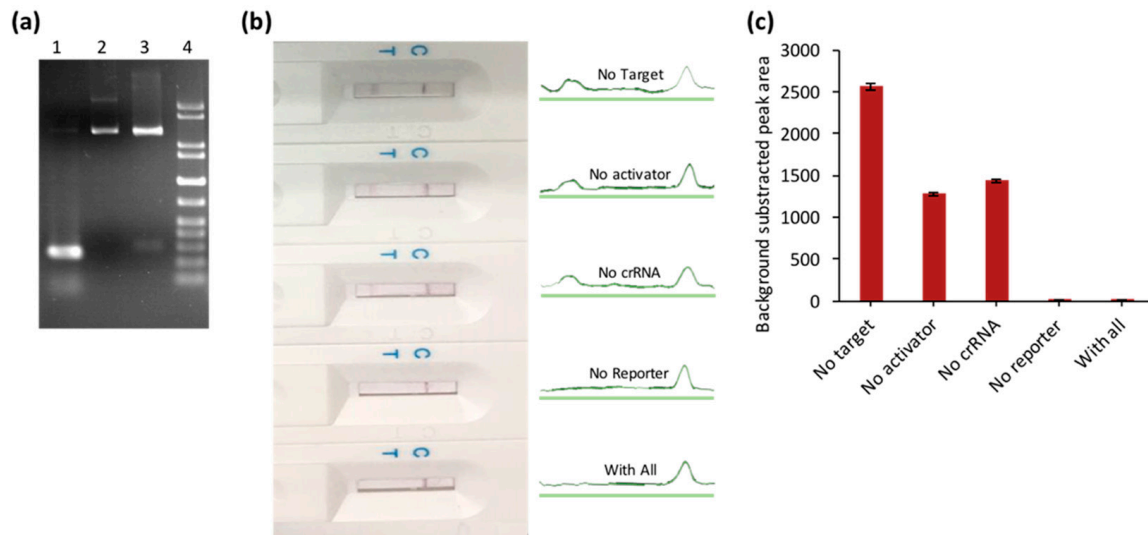 (a)
1 2 3 4
(b)
C T
C T
C T
C T
C T
C T
C T
C T
C T
No Target
No activator
No crRNA
No Reporter
With All
(c)
Background substracted peak area
3000
2500
2000
1500
1000
500
0
No target
No activator
No crRNA
No reporter
With all